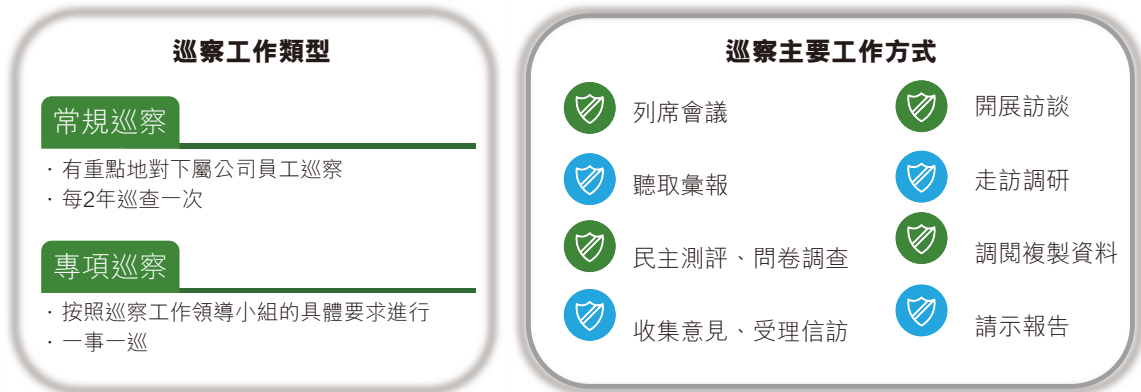 巡察工作類型
常規巡察
·有重點地對下屬公司員工巡察
·每2年巡查一次
專項巡察
·按照巡察工作領導小組的具體要求進行
·一事一巡
巡察主要工作方式
列席會議
開展訪談
聽取彙報
走訪調研
民主測評、問卷調查
調閱複製資料
收集意見、受理信訪
請示報告